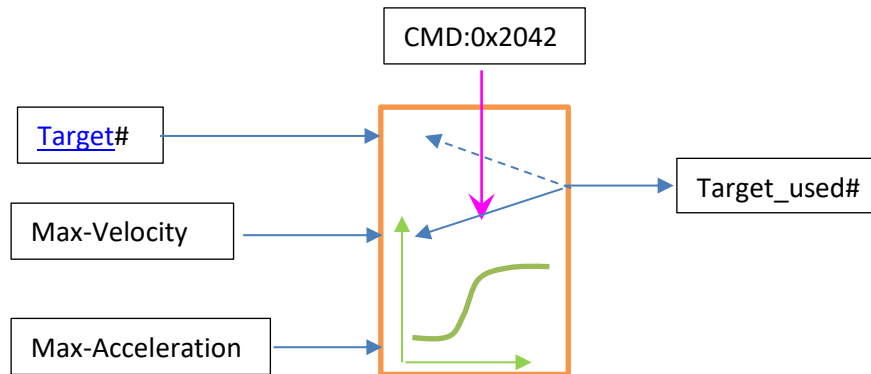 CMD:0x2042
Target#
Target_used#
Max-Velocity
Max-Acceleration